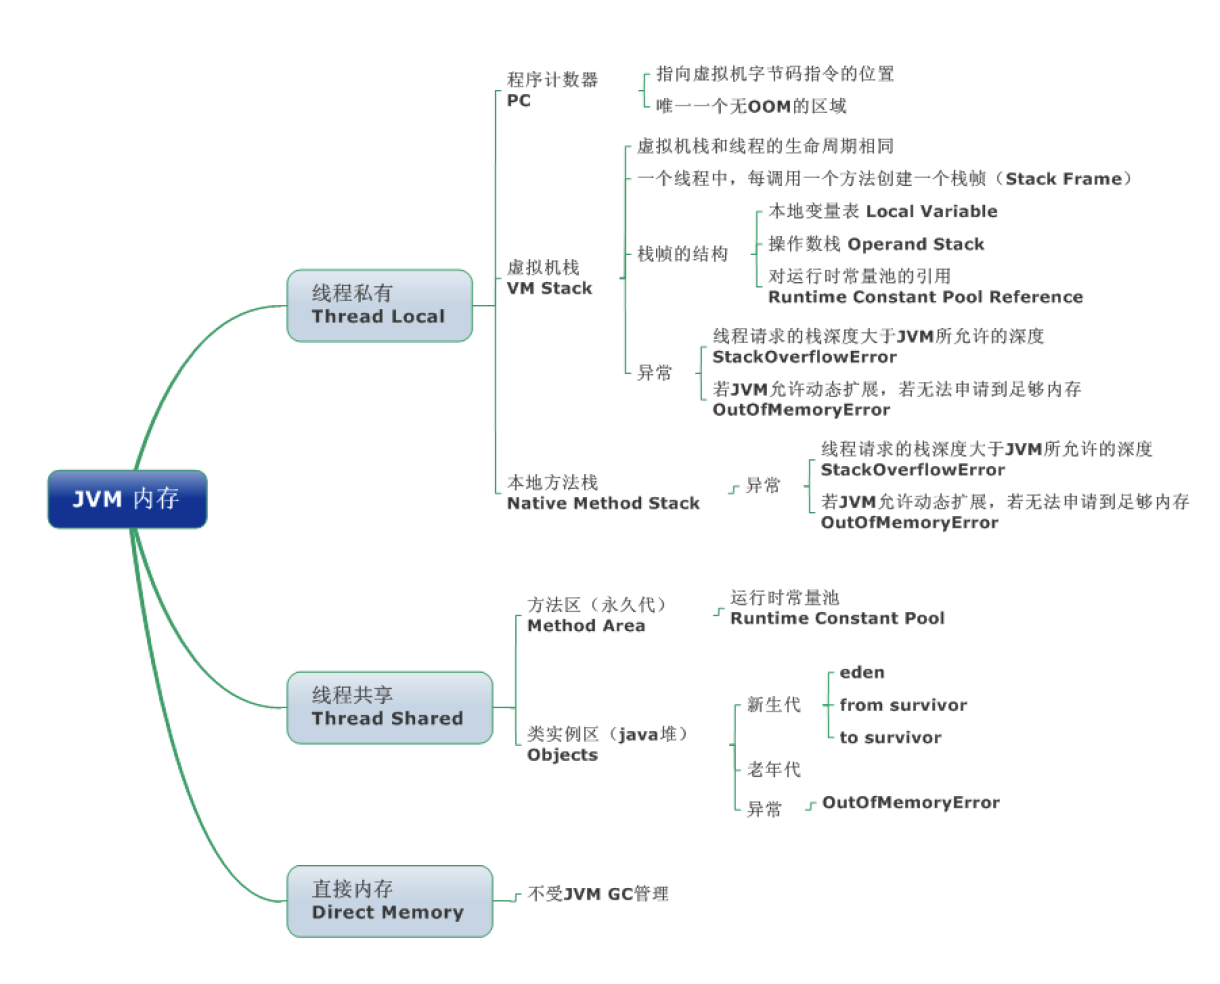 JVM 内存
线程私有
Thread Local
程序计数器
PC
指向虚拟机字节码指令的位置
唯一一个无OOM的区域
虚拟机栈
VM Stack
虚拟机栈和线程的生命周期相同
一个线程中，每调用一个方法创建一个栈帧（Stack Frame）
栈帧的结构
本地变量表 Local Variable
操作数栈 Operand Stack
对运行时常量池的引用
Runtime Constant Pool Reference
异常
线程请求的栈深度大于JVM所允许的深度
StackOverflowError
若JVM允许动态扩展，若无法申请到足够内存
OutOfMemoryError
本地方法栈
Native Method Stack
异常
线程请求的栈深度大于JVM所允许的深度
StackOverflowError
若JVM允许动态扩展，若无法申请到足够内存
OutOfMemoryError
线程共享
Thread Shared
方法区（永久代）
Method Area
运行时常量池
Runtime Constant Pool
类实例区（java堆）
Objects
新生代
eden
from survivor
to survivor
老年代
异常
OutOfMemoryError
直接内存
Direct Memory
不受JVM GC管理